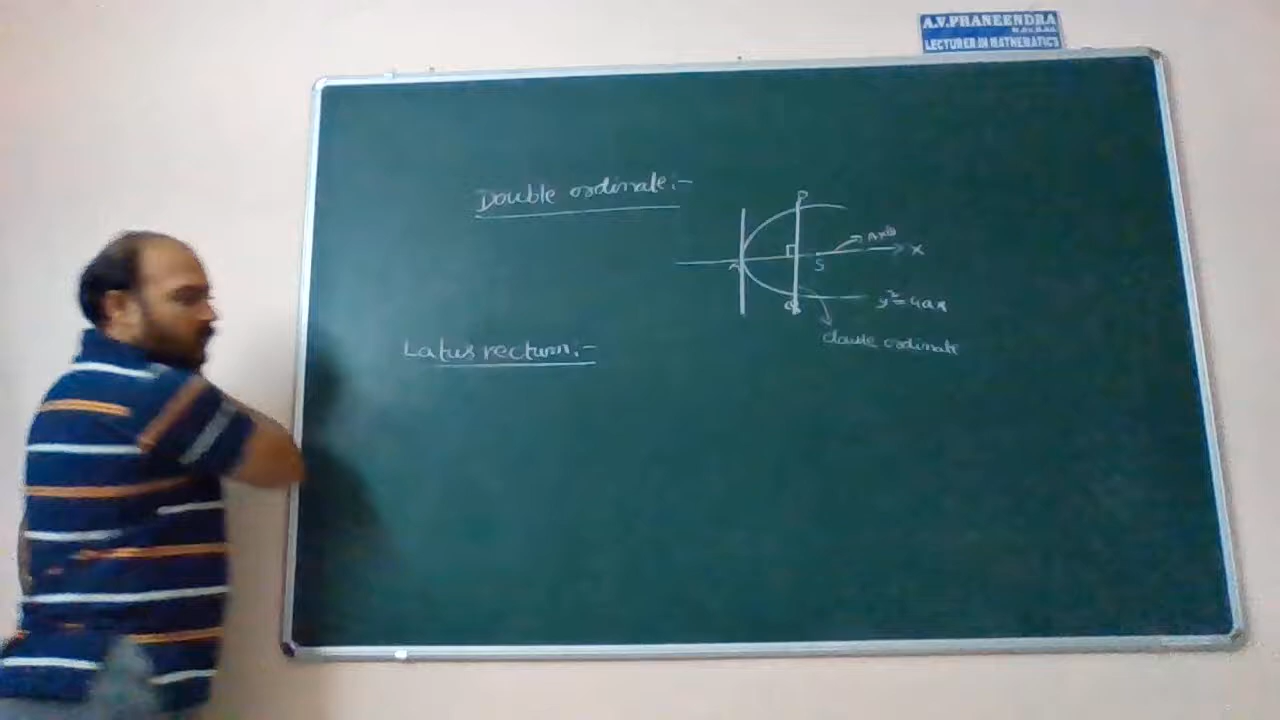 A.V.PHANEENDRA
LECTURER IN MATHEMATICS
Double ordinate :-
P
Axis
X
A
S
Q
y²=4ax
double ordinate
Latus rectum :-